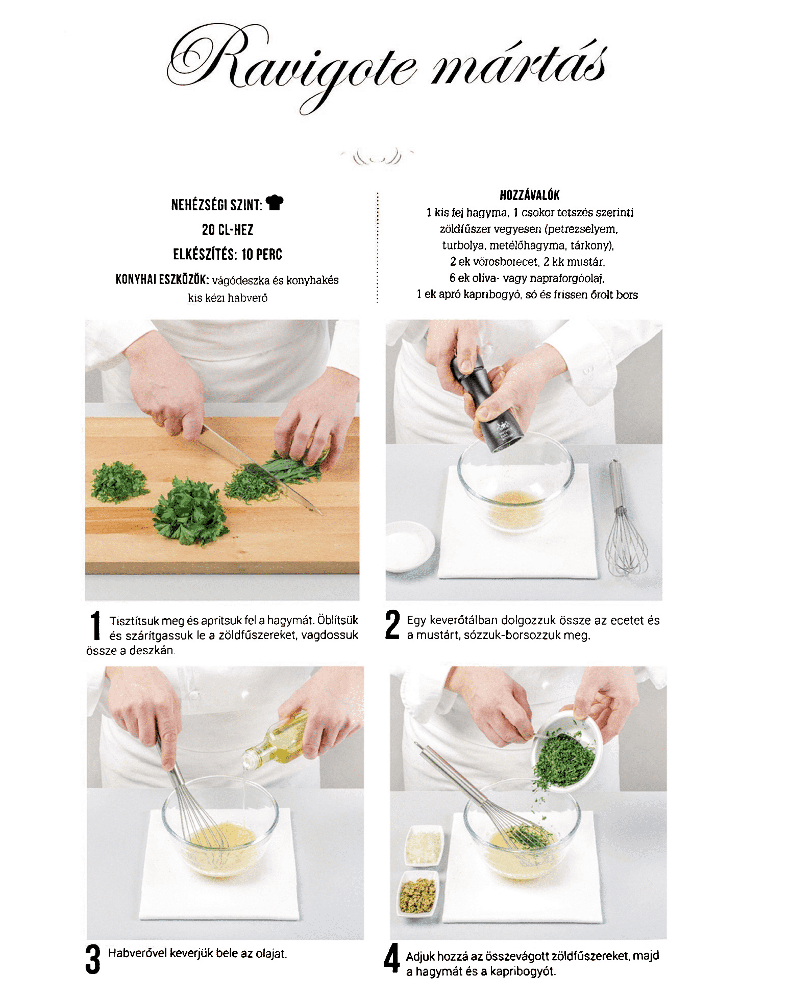 Ravigote mártás
NEHÉZSÉGI SZINT:
20 CL-HEZ
ELKÉSZÍTÉS: 10 PERC
KONYHAI ESZKÖZÖK: vágódeszka és konyhakés
kis kézi habverő
HOZZÁVALÓK
1 kis fej hagyma, 1 csokor tetszés szerinti
zöldfűszer vegyesen (petrezselyem,
turbolya, metélőhagyma, tárkony),
2 ek vörösborecet, 2 kk mustár,
6 ek olíva- vagy napraforgóolaj,
1 ek apró kapribogyó, só és frissen őrölt bors
1 Tisztítsuk meg és aprítsuk fel a hagymát. Öblítsük
és szárítgassuk le a zöldfűszereket, vagdossuk
össze a deszkán.
2 Egy keverőtálban dolgozzuk össze az ecetet és
a mustárt, sózzuk-borsozzuk meg.
3 Habverővel keverjük bele az olajat.
4 Adjuk hozzá az összevágott zöldfűszereket, majd
a hagymát és a kapribogyót.